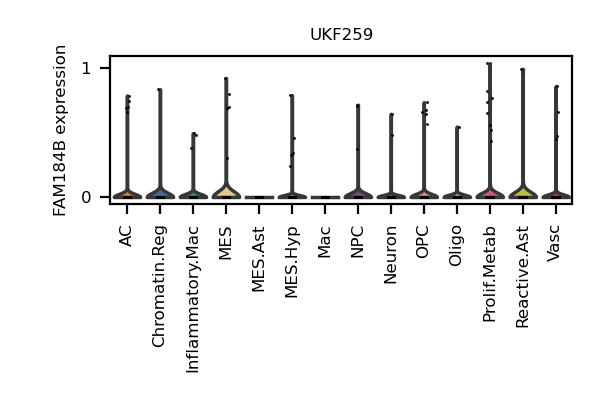 UKF259
FAM184B expression
1
0
AC
Chromatin.Reg
Inflammatory.Mac
MES
MES.Ast
MES.Hyp
Mac
NPC
Neuron
OPC
Oligo
Prolif.Metab
Reactive.Ast
Vasc